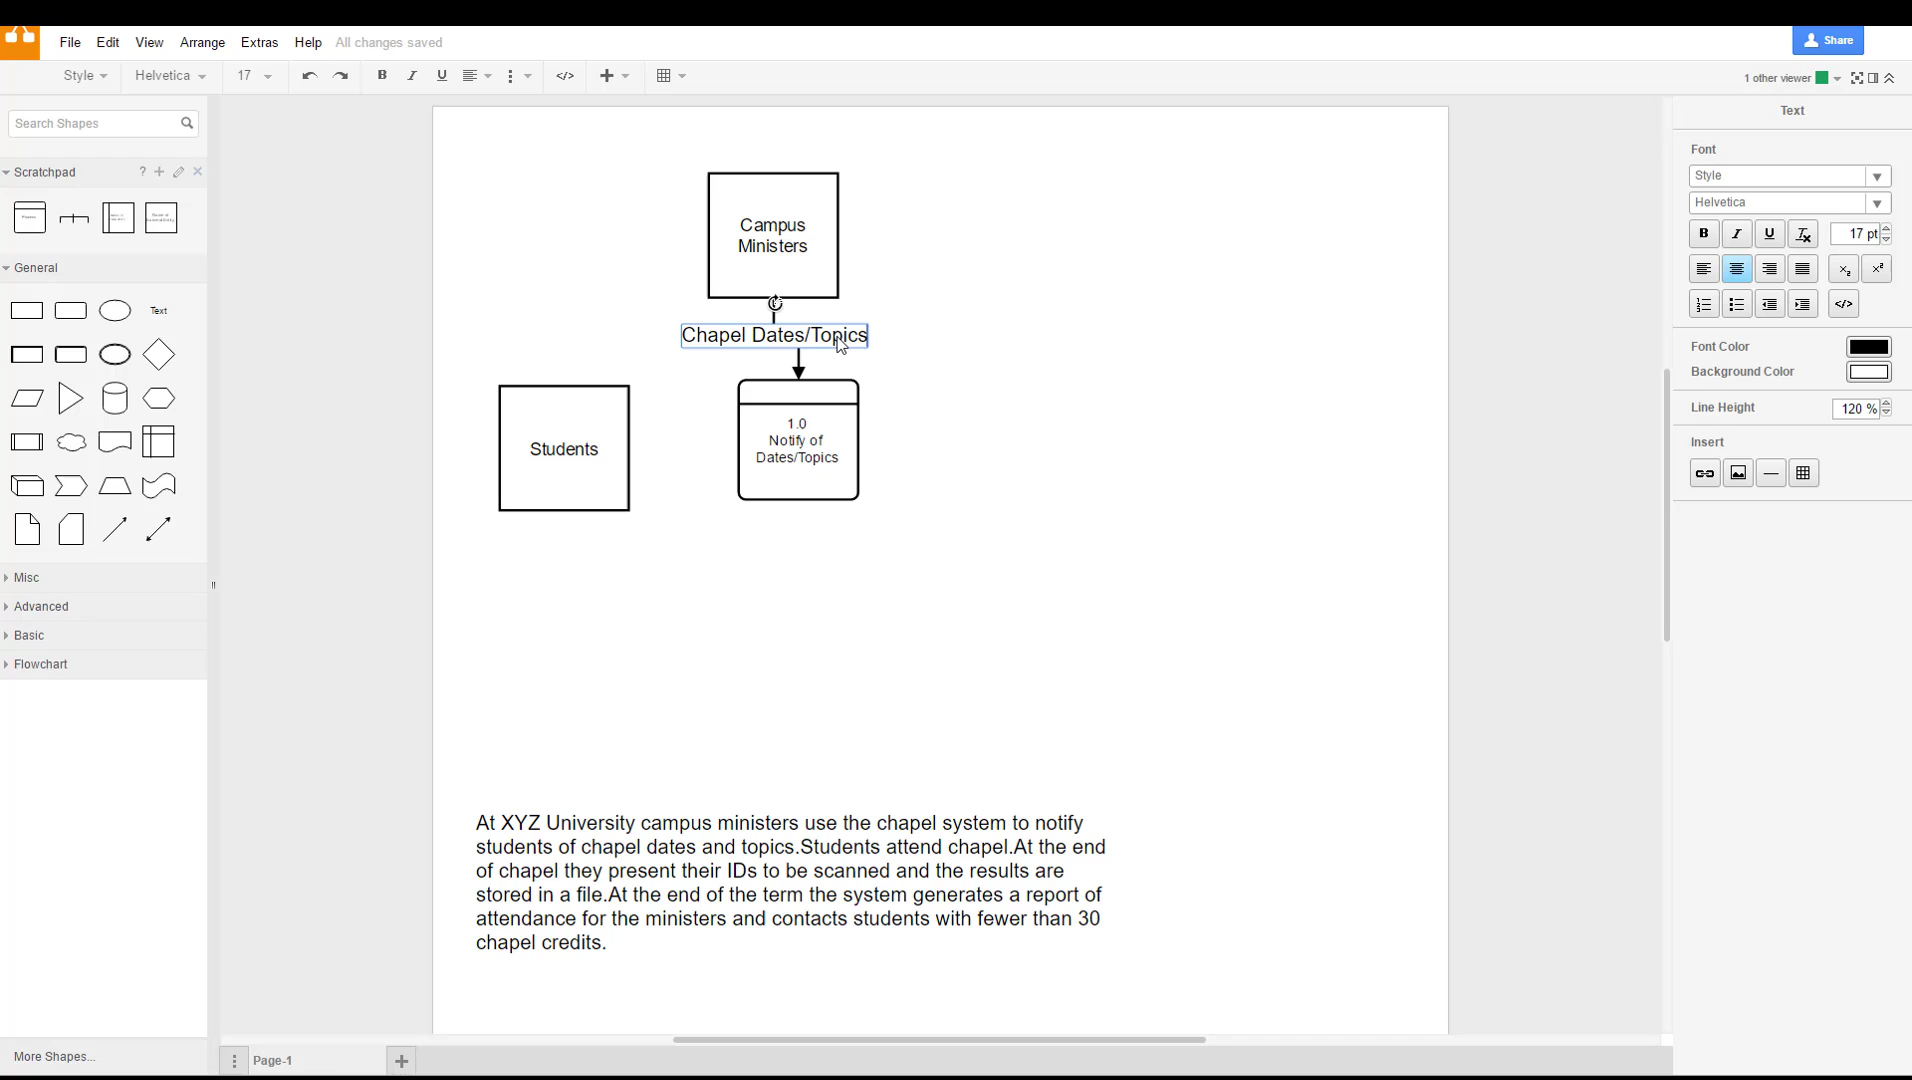 File Edit View Arrange Extras Help All changes saved
Share
Style Helvetica 17 B I U </>
1 other viewer
Search Shapes
Text
Font
Scratchpad ?
Style
Helvetica
B I U Tx 17 pt
General
x2 x2
Text
</>
Font Color
Background Color
Line Height 120 %
Insert
Campus
Ministers
Chapel Dates/Topics
Students
1.0
Notify of
Dates/Topics
Misc
Advanced
Basic
Flowchart
At XYZ University campus ministers use the chapel system to notify
students of chapel dates and topics.Students attend chapel.At the end
of chapel they present their IDs to be scanned and the results are
stored in a file.At the end of the term the system generates a report of
attendance for the ministers and contacts students with fewer than 30
chapel credits.
More Shapes...
Page-1